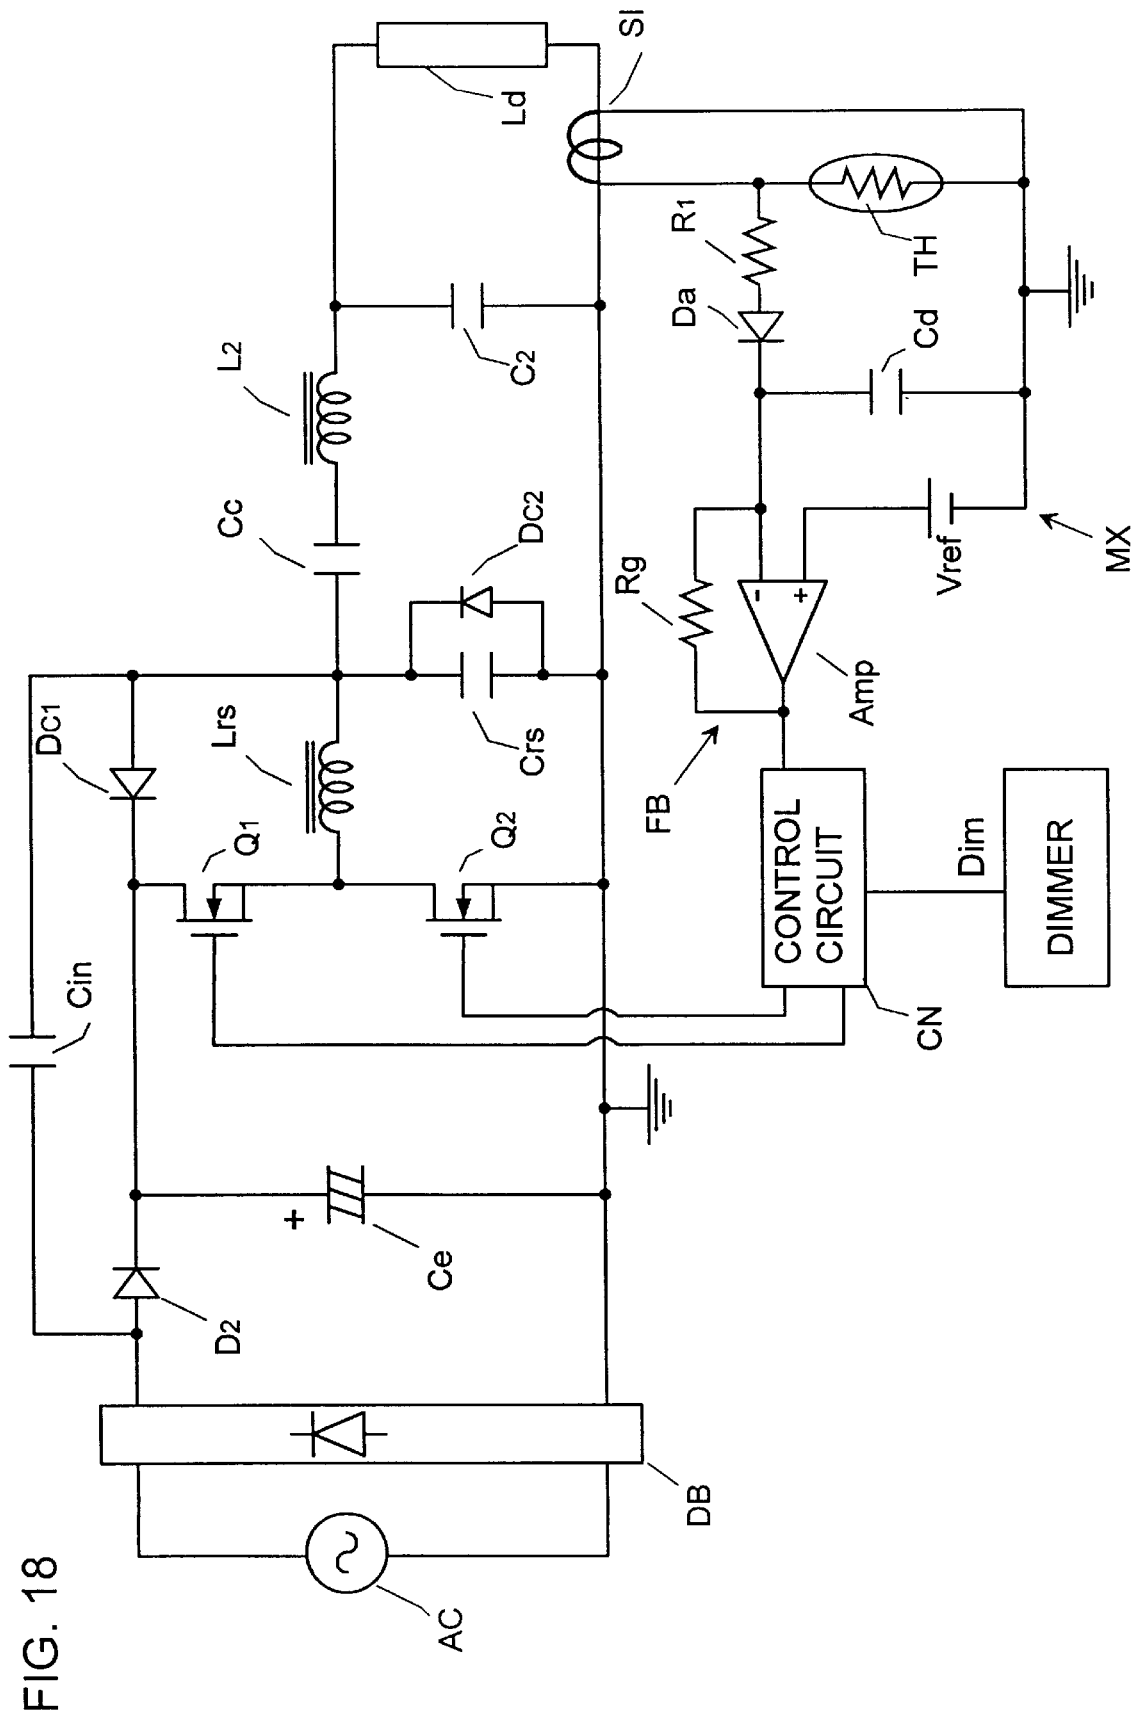 FIG. 18
Cin
DC1
D2
Q1
Lrs
Cc
L2
Ld
SI
+
Ce
Q2
Crs
DC2
C2
AC
DB
R1
Da
TH
Cd
FB
Rg
-
+
Amp
Vref
MX
CONTROL
CIRCUIT
CN
Dim
DIMMER